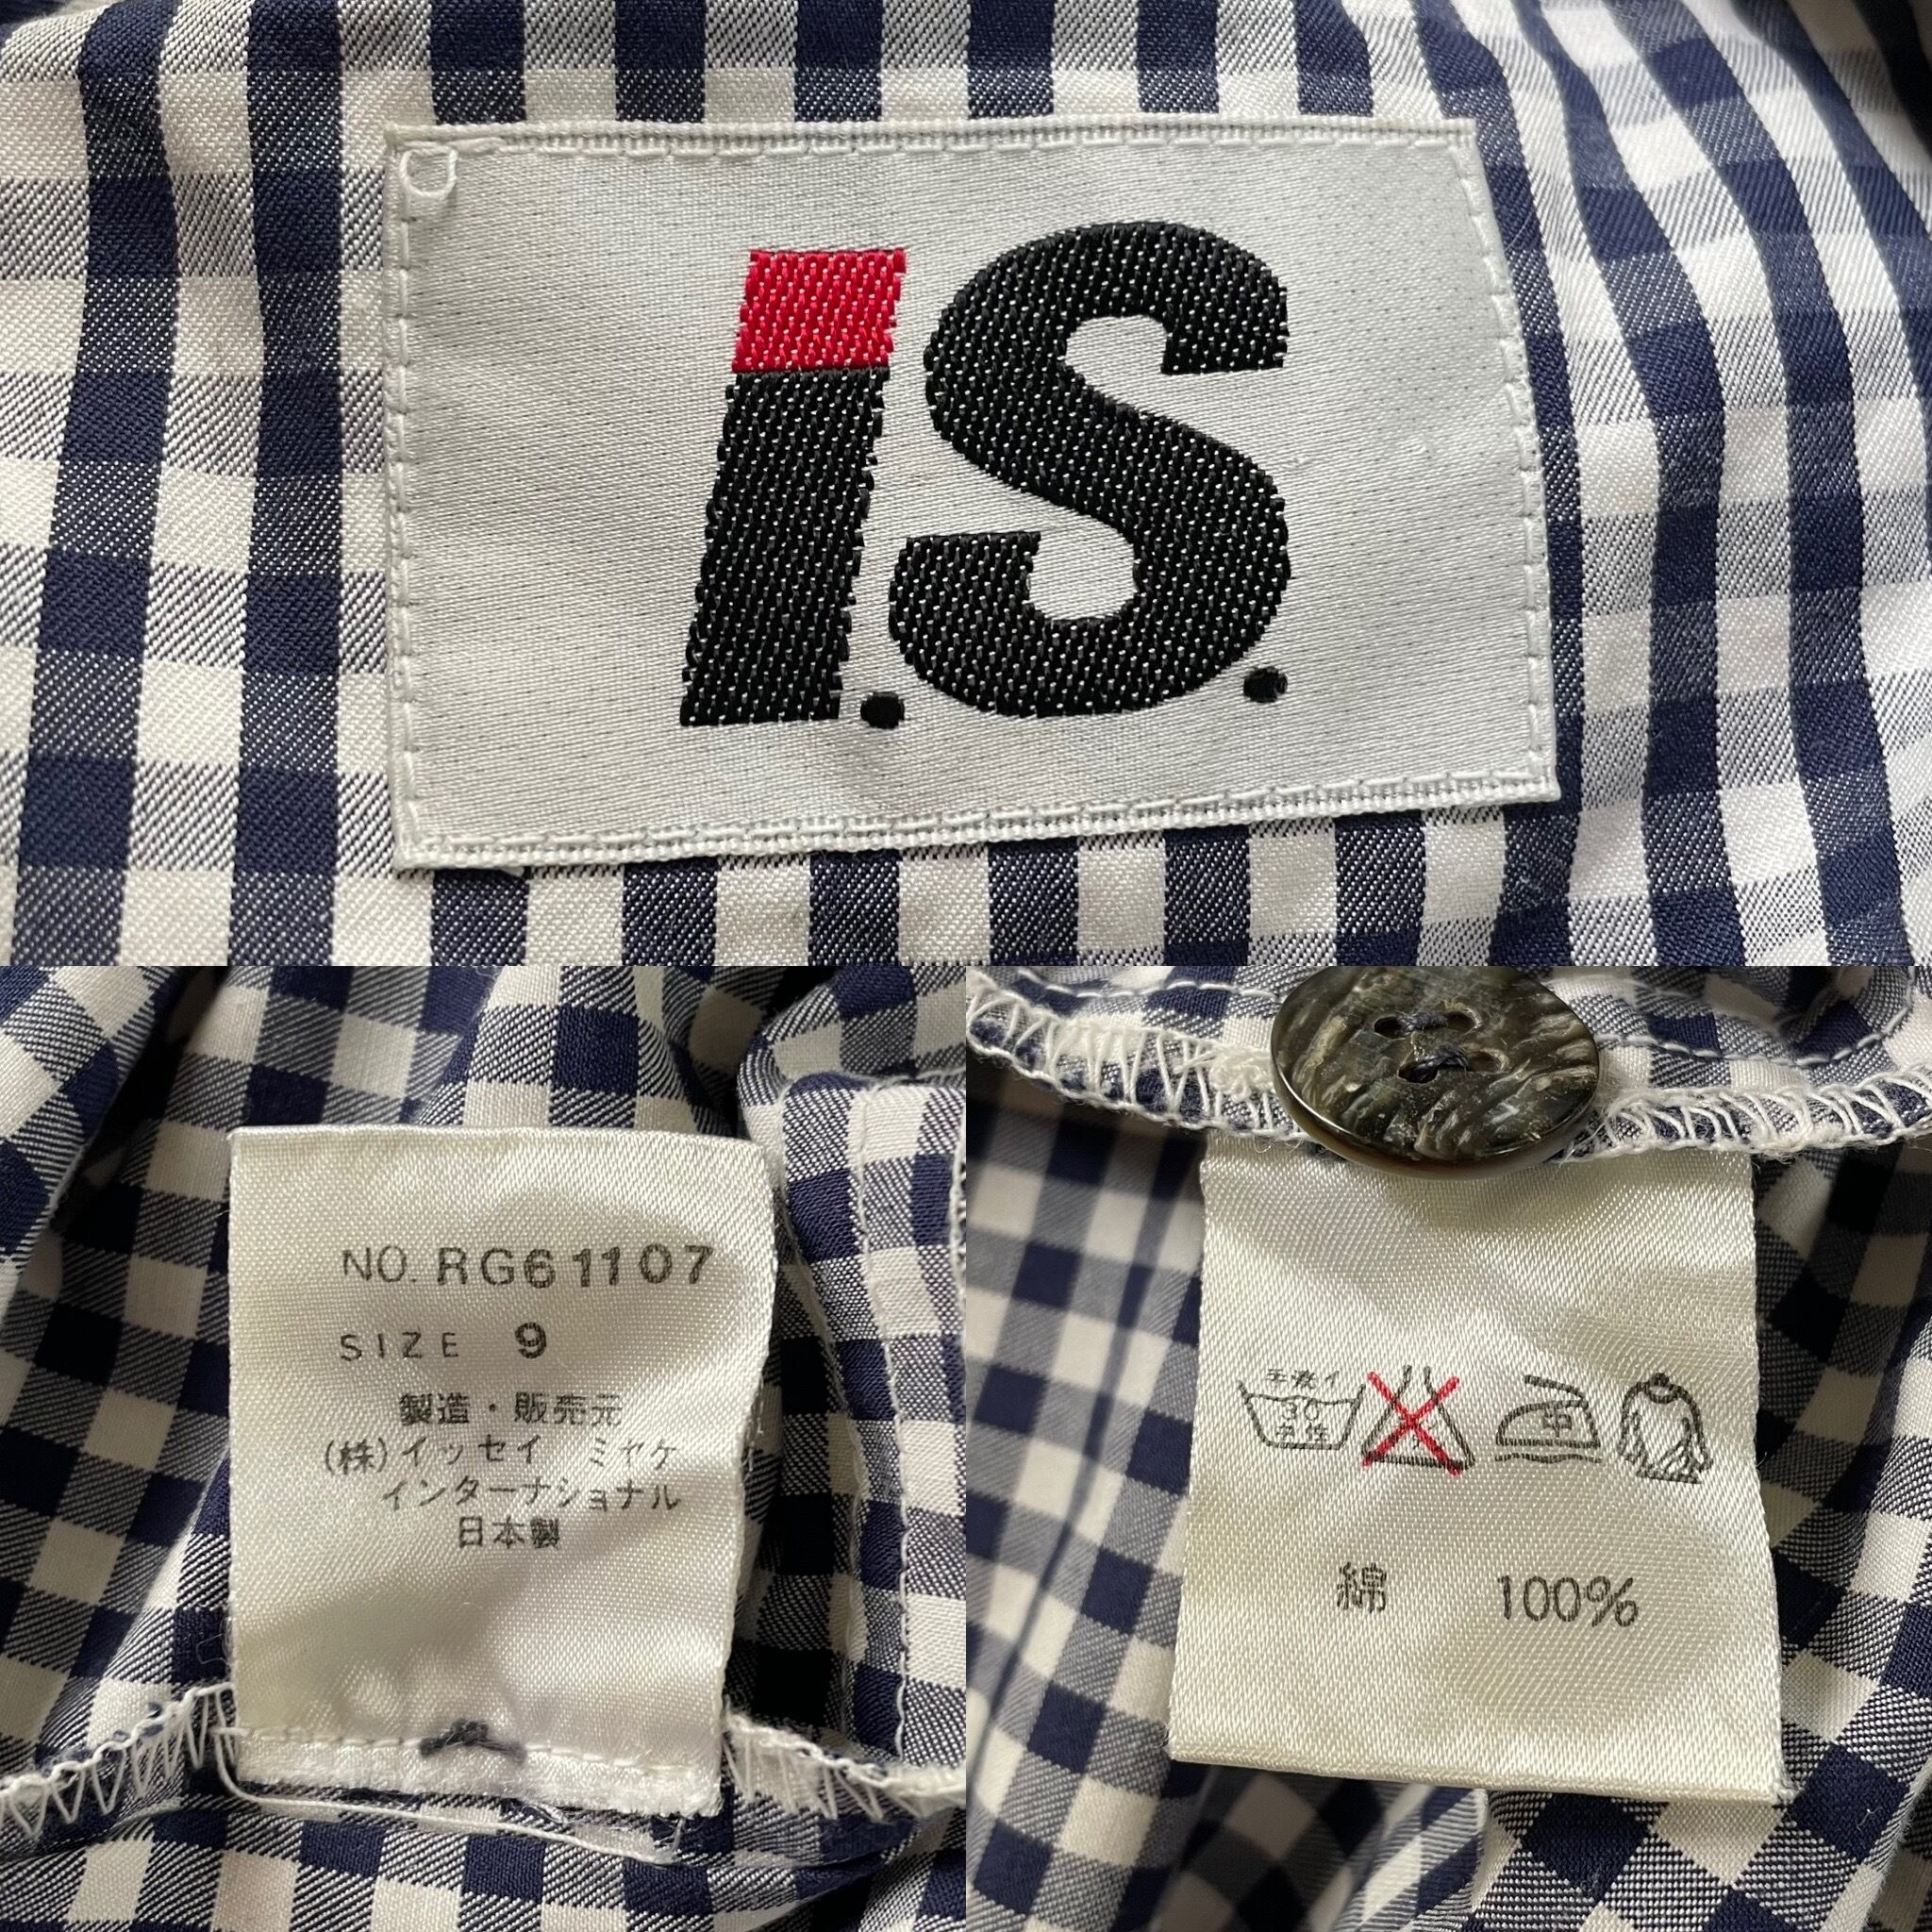 I.S.
NO. RG61107
SIZE 9
製造・販売元
(株)イッセイ ミヤケ
インターナショナル
日本製
手洗イ
30
中性
中
綿 100%